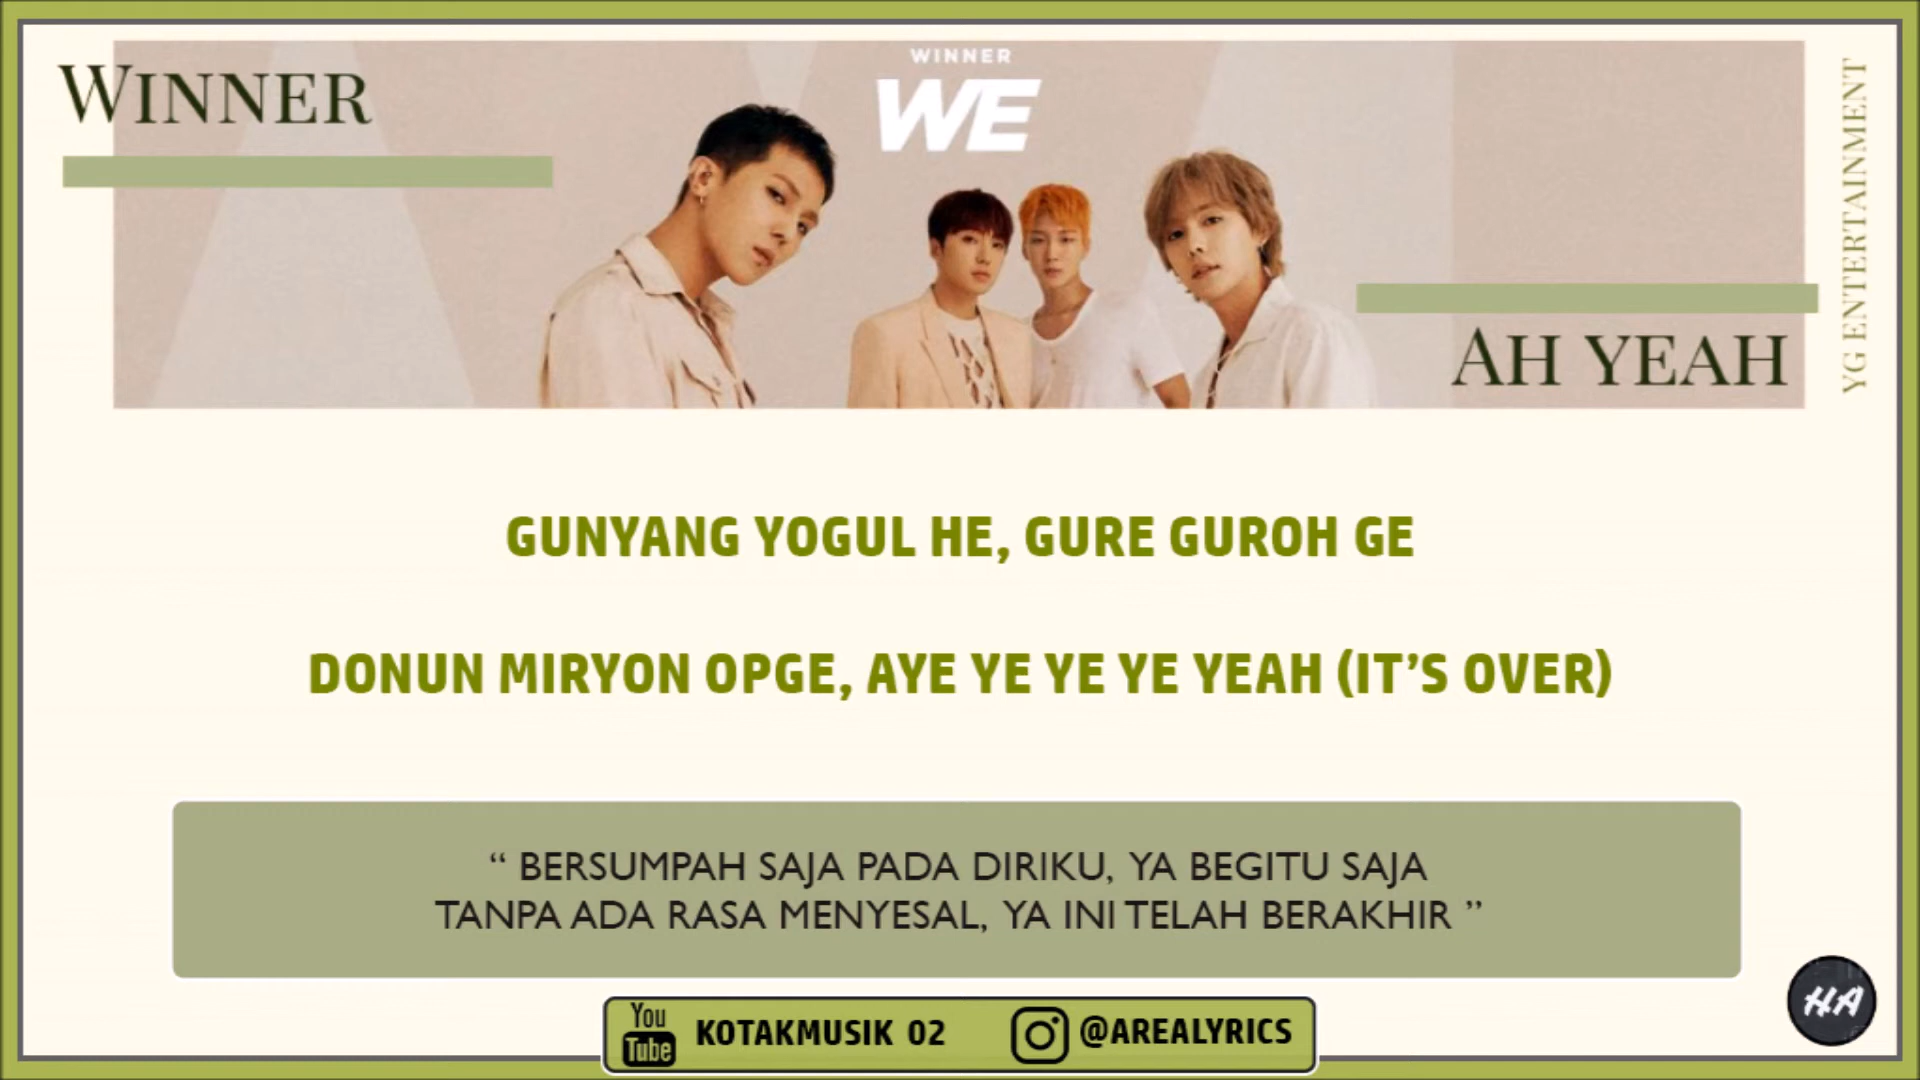 WINNER
WINNER
WE
AH YEAH
YG ENTERTAINMENT
GUNYANG YOGUL HE, GURE GUROH GE
DONUN MIRYON OPGE, AYE YE YE YE YEAH (IT'S OVER)
“ BERSUMPAH SAJA PADA DIRIKU, YA BEGITU SAJA
TANPA ADA RASA MENYESAL, YA INI TELAH BERAKHIR ”
You Tube KOTAKMUSIK 02 @AREALYRICS
HA